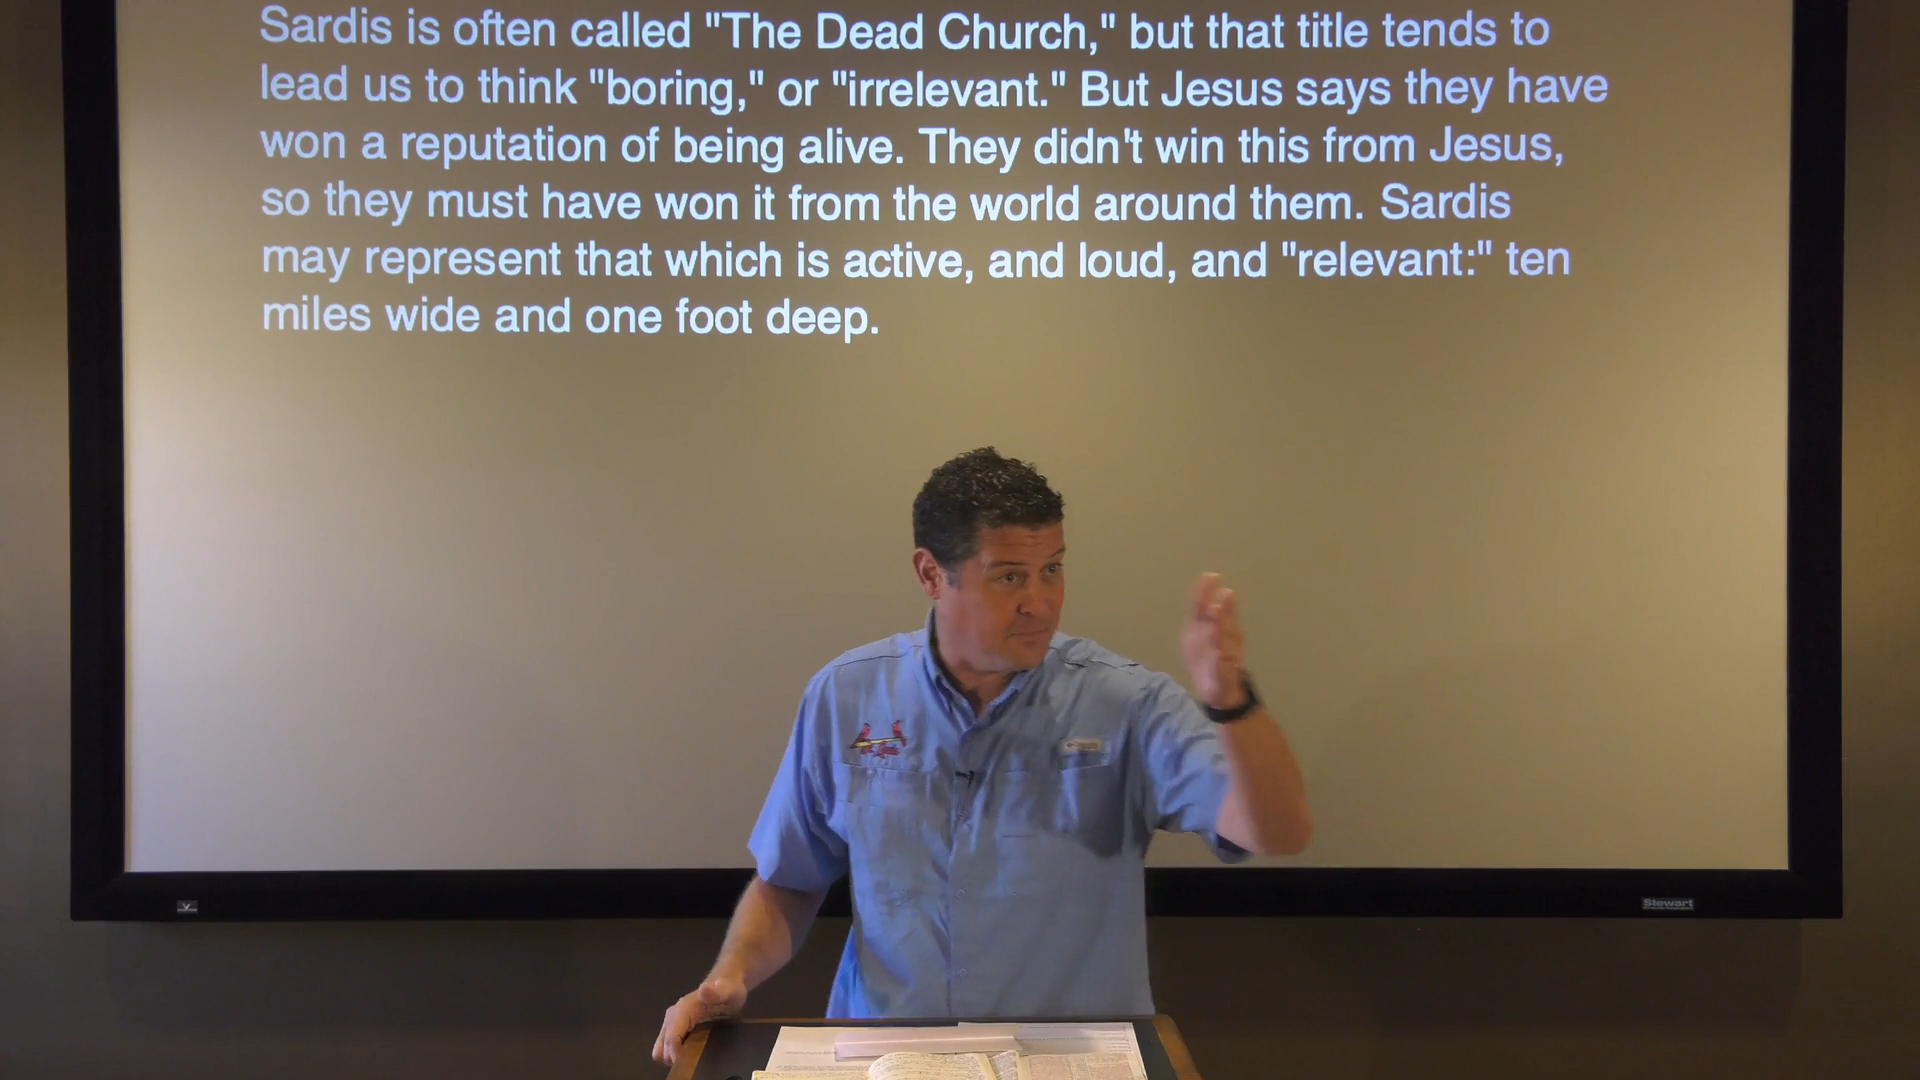 Sardis is often called "The Dead Church," but that title tends to
lead us to think "boring," or "irrelevant." But Jesus says they have
won a reputation of being alive. They didn't win this from Jesus,
so they must have won it from the world around them. Sardis
may represent that which is active, and loud, and "relevant:" ten
miles wide and one foot deep.
Stewart